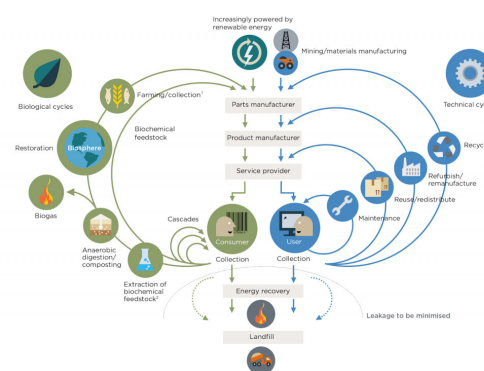 Increasingly powered by
renewable energy
Mining/materials manufacturing
Biological cycles
Technical cy
Farming/collection¹
Parts manufacturer
Biochemical
feedstock
Product manufacturer
Restoration
Biosphere
Recyc
Service provider
Refurbish/
remanufacture
Reuse/redistribute
Biogas
Maintenance
Cascades
Consumer
User
Anaerobic
digestion/
composting
Collection
Collection
Extraction of
biochemical
feedstock²
Energy recovery
Leakage to be minimised
Landfill